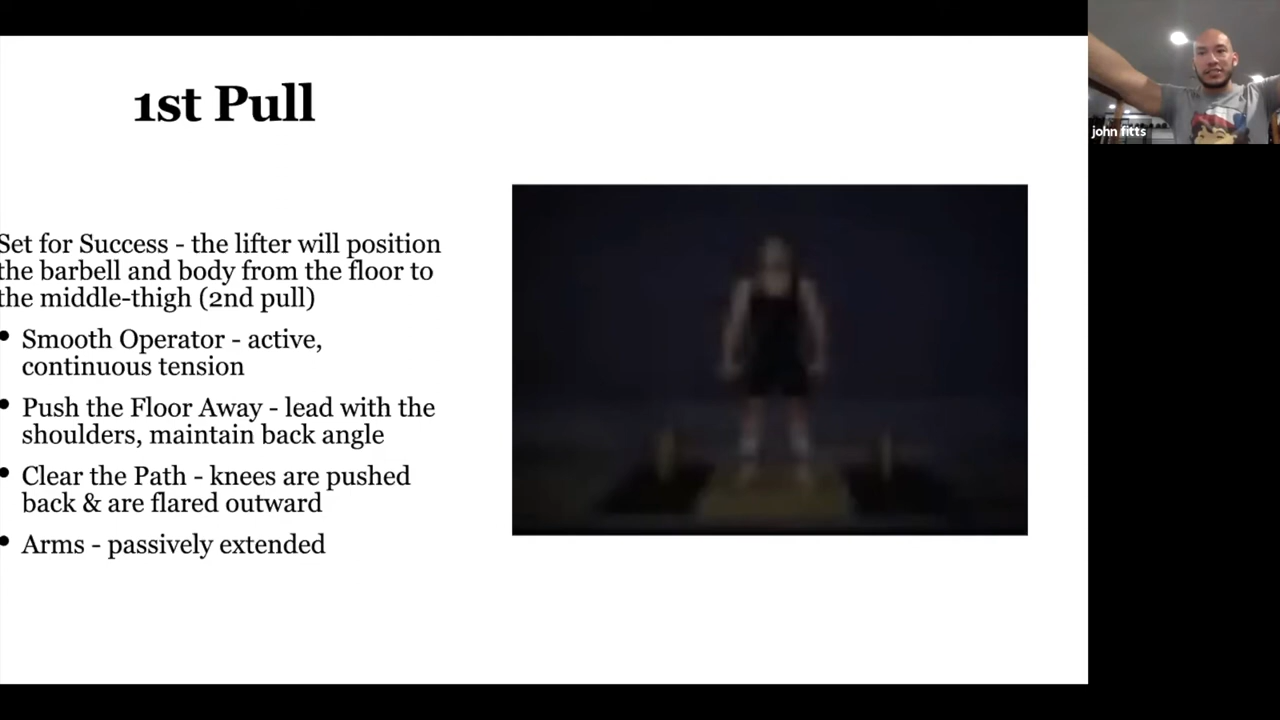 1st Pull
john fitts
Set for Success - the lifter will position
the barbell and body from the floor to
the middle-thigh (2nd pull)
• Smooth Operator - active,
continuous tension
• Push the Floor Away - lead with the
shoulders, maintain back angle
• Clear the Path - knees are pushed
back & are flared outward
• Arms - passively extended